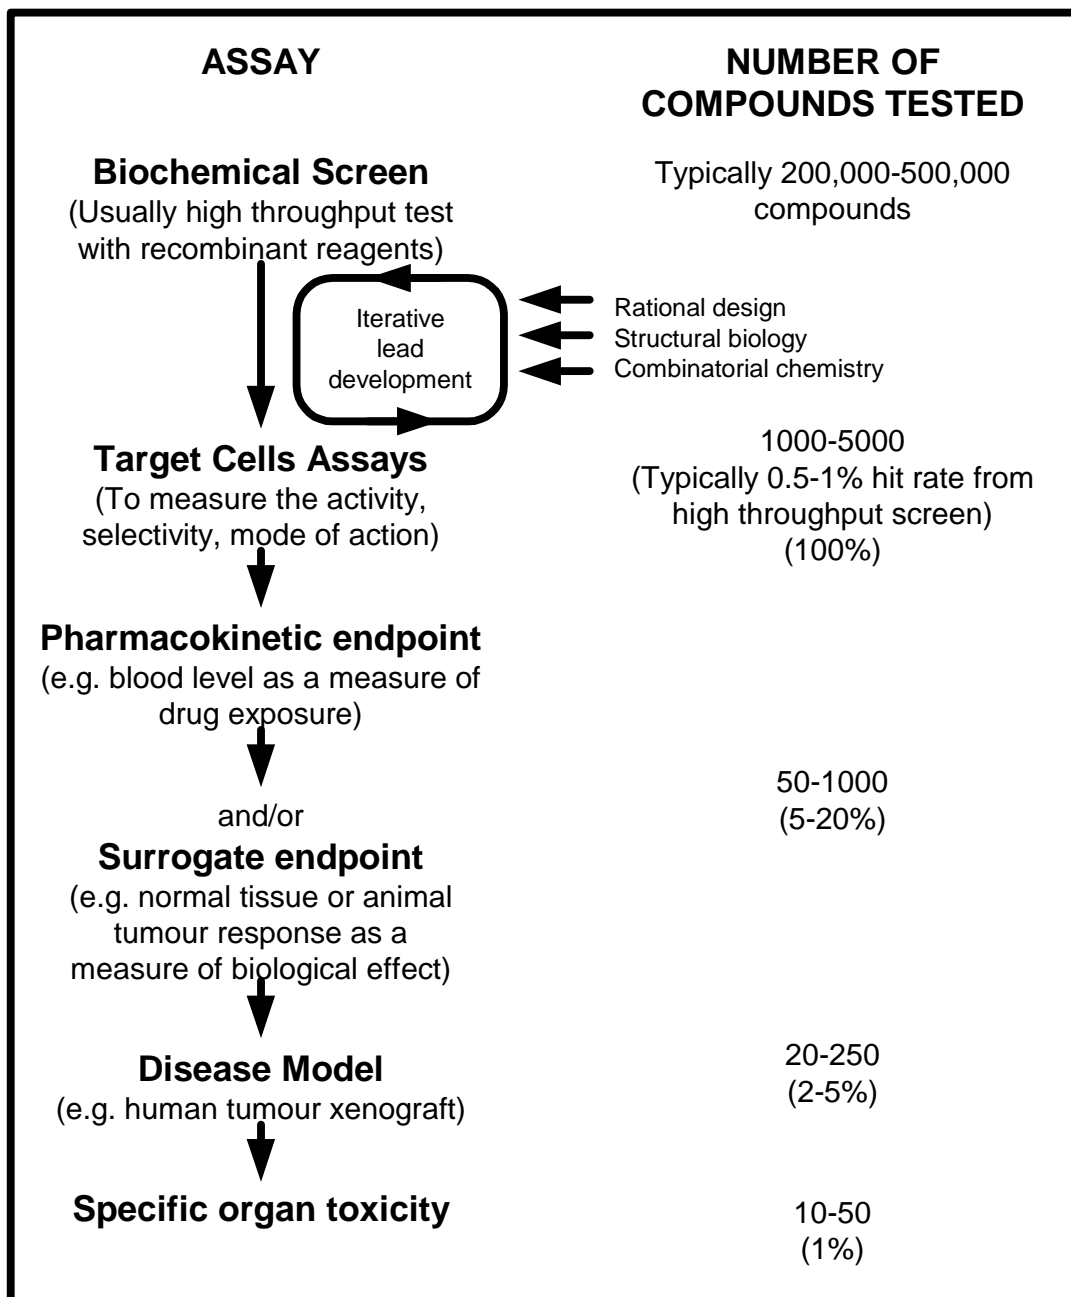 ASSAY
NUMBER OF
COMPOUNDS TESTED
Biochemical Screen
(Usually high throughput test
with recombinant reagents)
Typically 200,000-500,000
compounds
Iterative
lead
development
Rational design
Structural biology
Combinatorial chemistry
Target Cells Assays
(To measure the activity,
selectivity, mode of action)
1000-5000
(Typically 0.5-1% hit rate from
high throughput screen)
(100%)
Pharmacokinetic endpoint
(e.g. blood level as a measure of
drug exposure)
and/or
Surrogate endpoint
(e.g. normal tissue or animal
tumour response as a
measure of biological effect)
50-1000
(5-20%)
Disease Model
(e.g. human tumour xenograft)
20-250
(2-5%)
Specific organ toxicity
10-50
(1%)